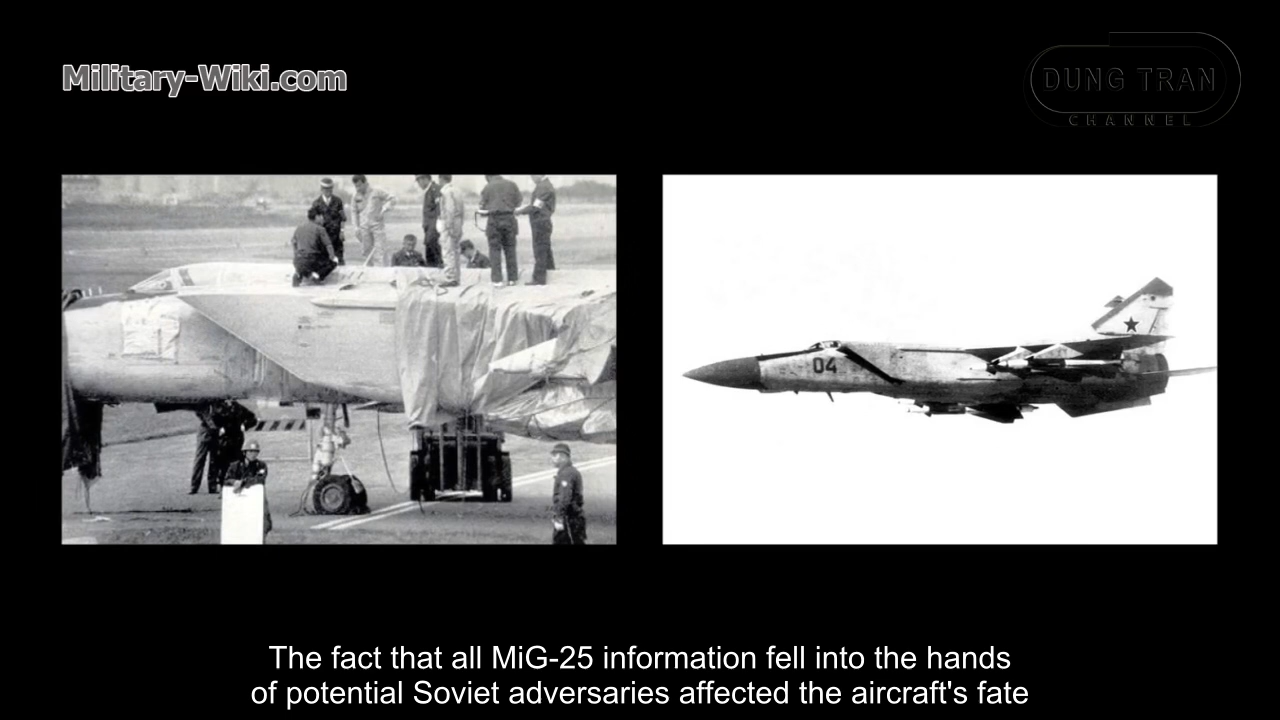 Military-Wiki.com
DUNG TRAN
CHANNEL
04
The fact that all MiG-25 information fell into the hands
of potential Soviet adversaries affected the aircraft's fate